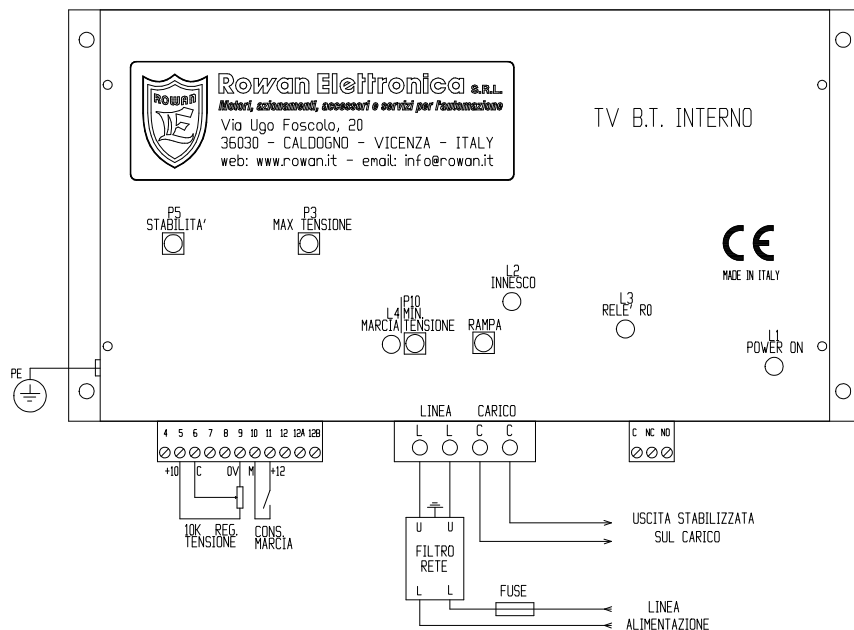 ROWAN
Rowan Elettronica S.R.L.
Motori, azionamenti, accessori e servizi per l'automazione
Via Ugo Foscolo, 20
36030 - CALDOGNO - VICENZA - ITALY
web: www.rowan.it - email: info@rowan.it
TV B.T. INTERNO
P5
STABILITA'
P3
MAX TENSIONE
CE
MADE IN ITALY
L2
INNESCO
L4
MARCIA
P10
MIN.
TENSIONE
RAMPA
L3
RELE' RO
L1
POWER ON
PE
LINEA CARICO
4 5 6 7 8 9 10 11 12 12A 12B
L L C C
C NC NO
+10 C 0V M +12
10K REG.
TENSIONE
CONS.
MARCIA
U U
FILTRO
RETE
L L
FUSE
USCITA STABILIZZATA
SUL CARICO
LINEA
ALIMENTAZIONE